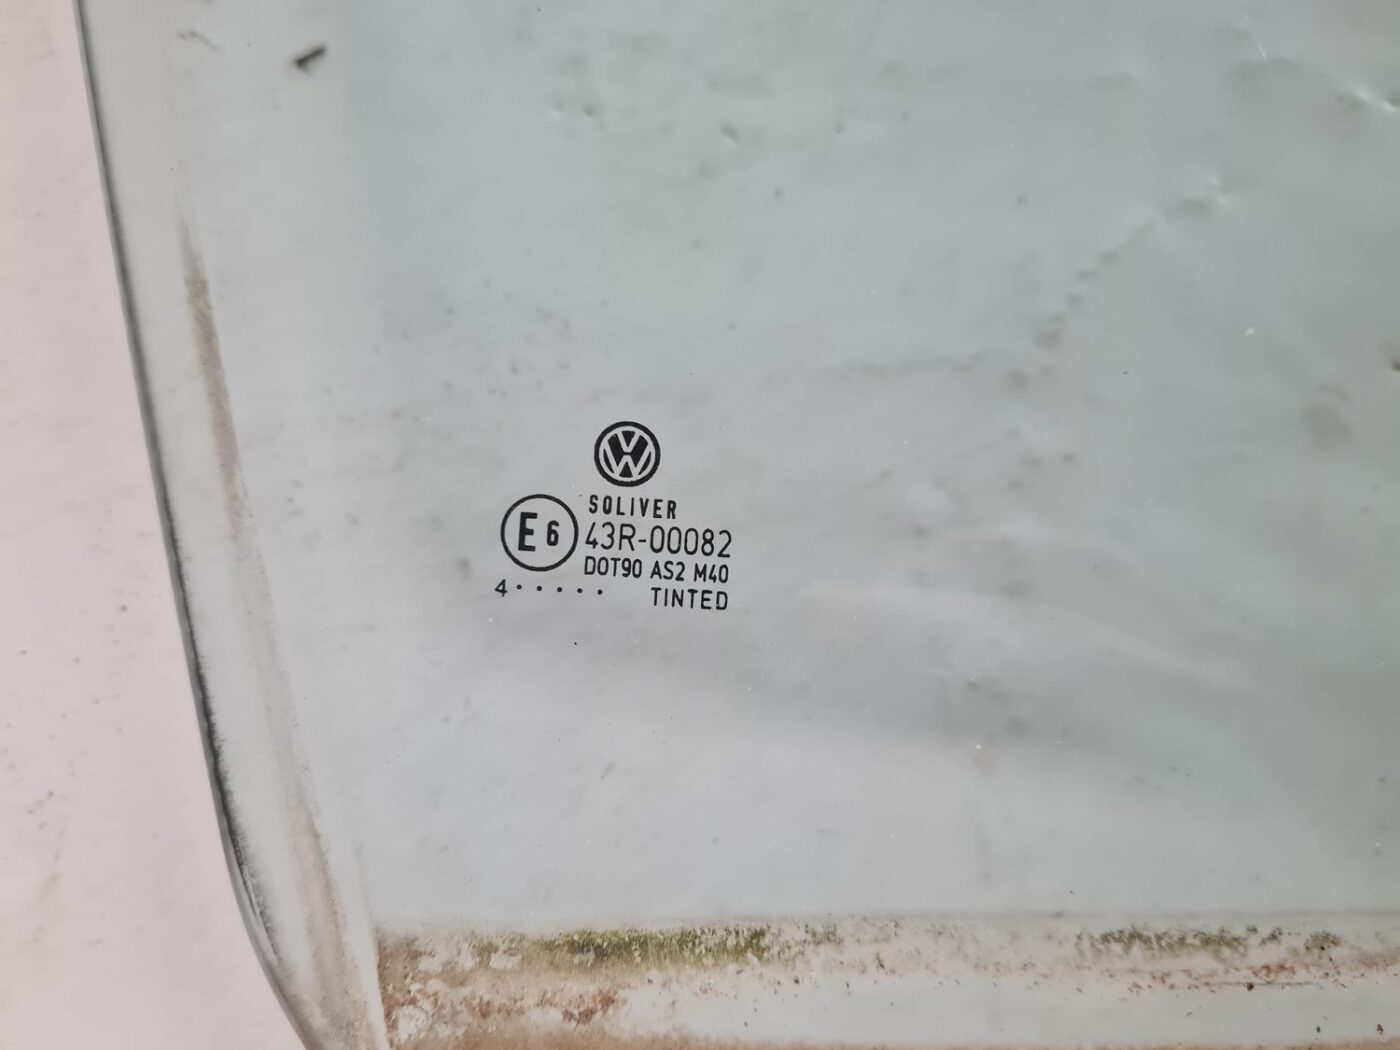 SOLIVER
E6 43R-00082
DOT90 AS2 M40
4 · · · · · TINTED